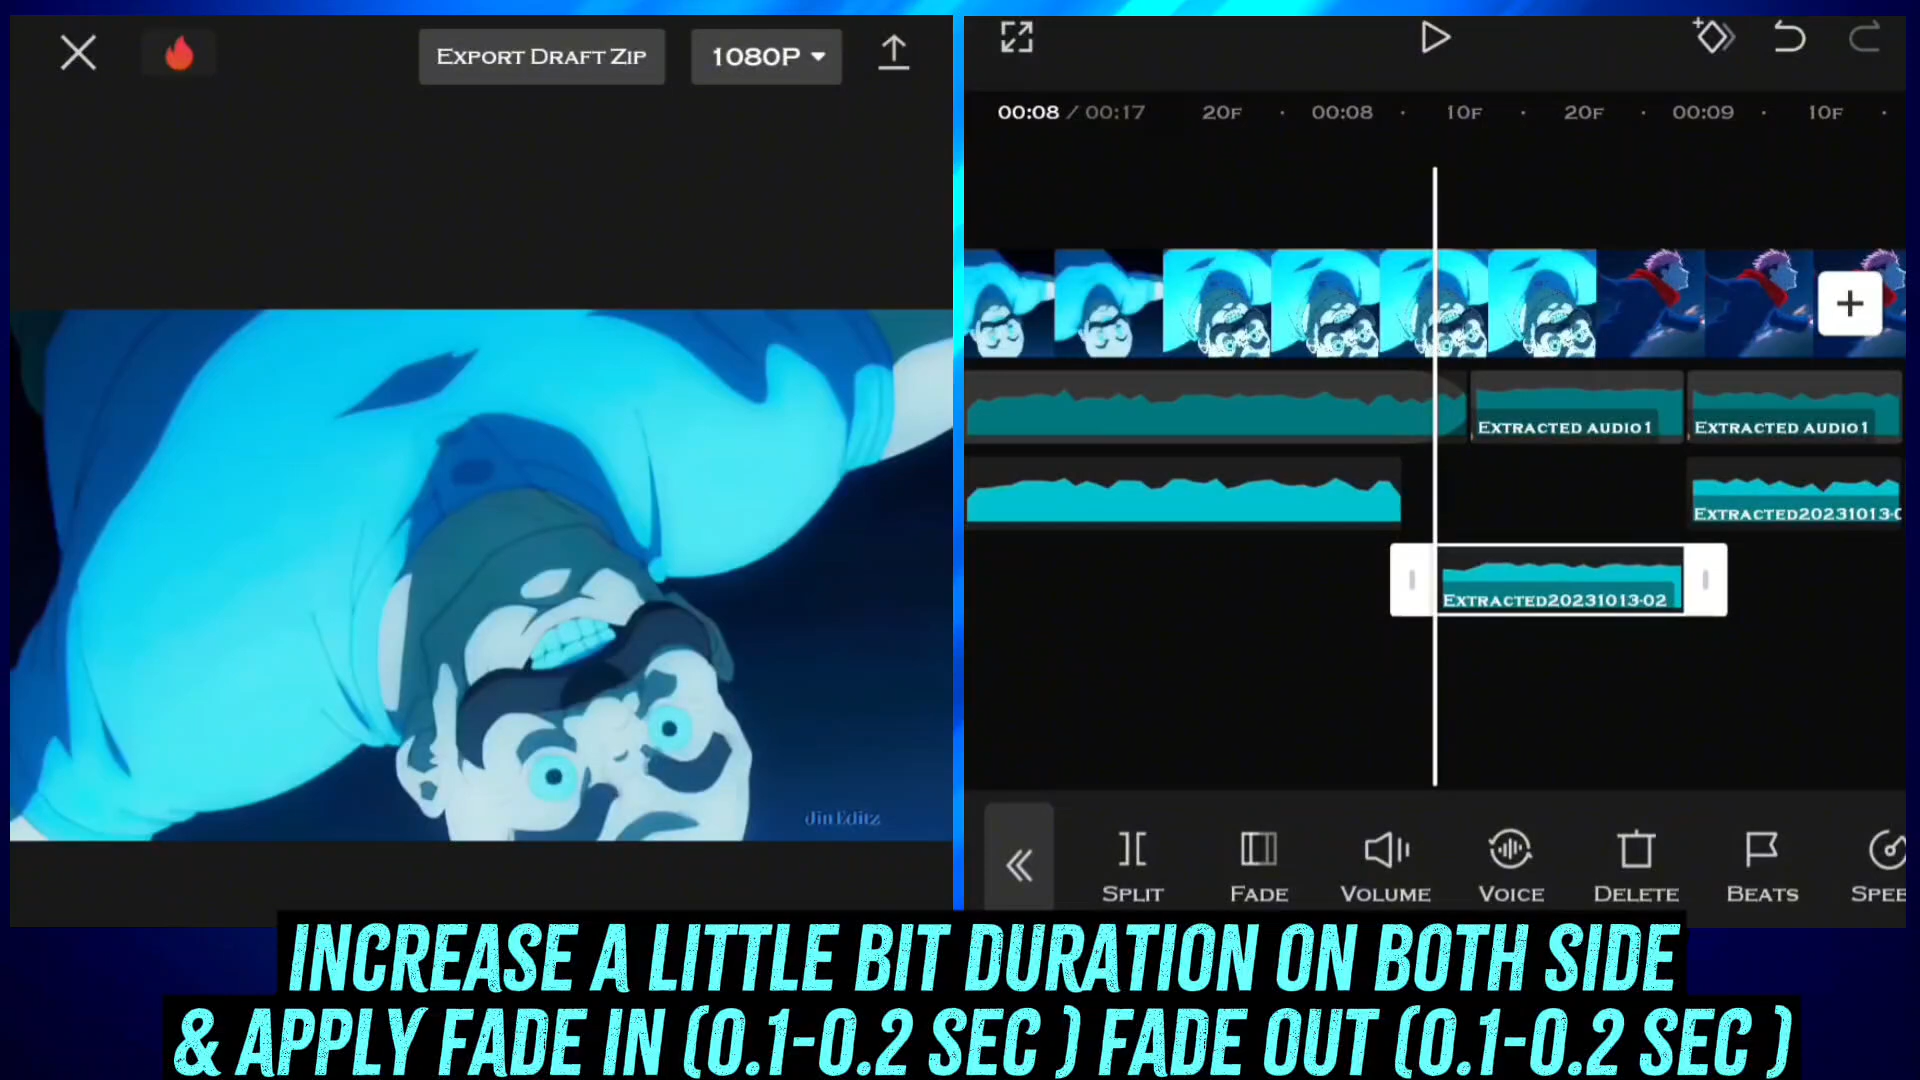 EXPORT DRAFT ZIP
1080P
Jin Editz
00:08 / 00:17 20F 00:08 10F 20F 00:09 10F
EXTRACTED AUDIO1 EXTRACTED AUDIO1
EXTRACTED20231013-0
EXTRACTED20231013-02
SPLIT FADE VOLUME VOICE DELETE BEATS SPEE
INCREASE A LITTLE BIT DURATION ON BOTH SIDE
& APPLY FADE IN (0.1-0.2 SEC ) FADE OUT (0.1-0.2 SEC )